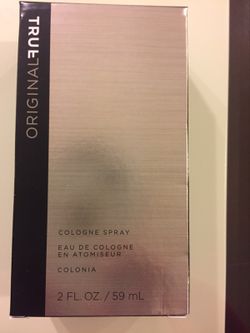 TRUE
ORIGINAL
COLOGNE SPRAY
EAU DE COLOGNE
EN ATOMISEUR
COLONIA
2 FL. OZ. / 59 mL